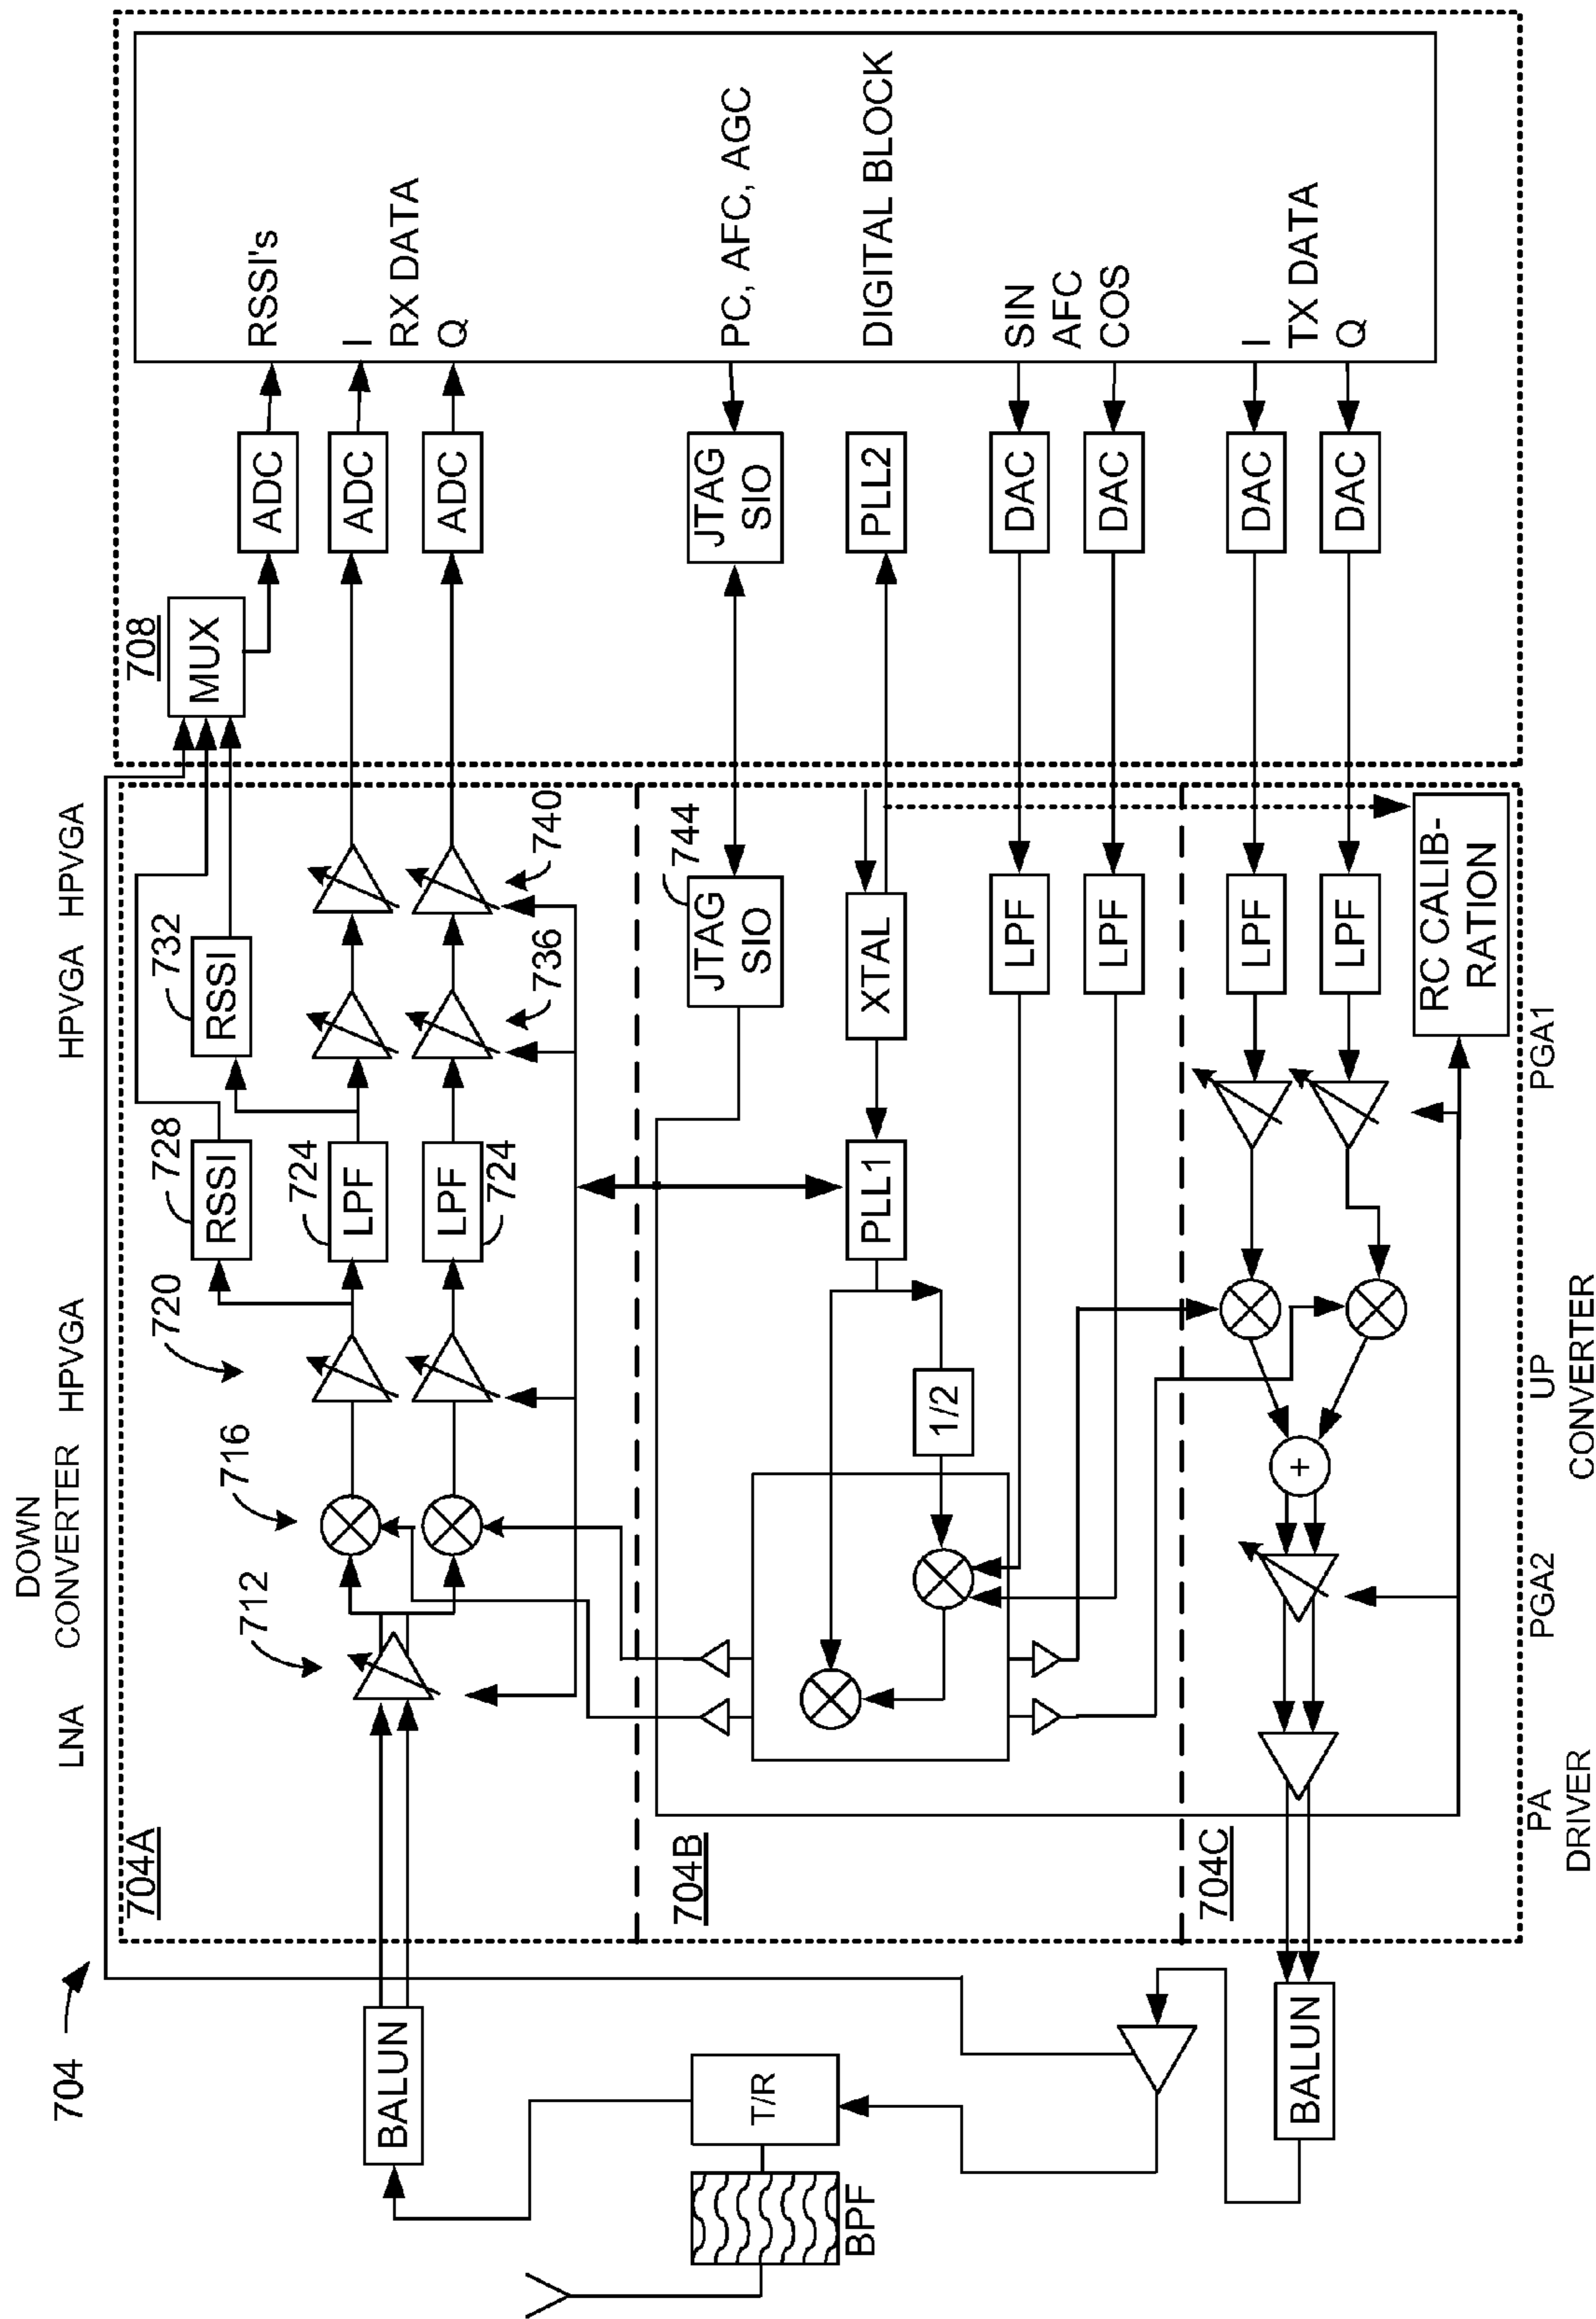 704
LNA
DOWN
CONVERTER
HPVGA
HPVGA
HPVGA
704A
712
716
720
728
RSSI
732
RSSI
708
MUX
ADC
RSSI's
BALUN
724
LPF
ADC
I
RX DATA
LPF
724
736
740
ADC
Q
744
JTAG
SIO
JTAG
SIO
PC, AFC, AGC
704B
T/R
BPF
PLL1
XTAL
PLL2
DIGITAL BLOCK
1/2
LPF
DAC
SIN
AFC
LPF
DAC
COS
704C
LPF
DAC
I
TX DATA
BALUN
+
LPF
DAC
Q
RC CALIB-
RATION
PA
DRIVER
PGA2
UP
CONVERTER
PGA1